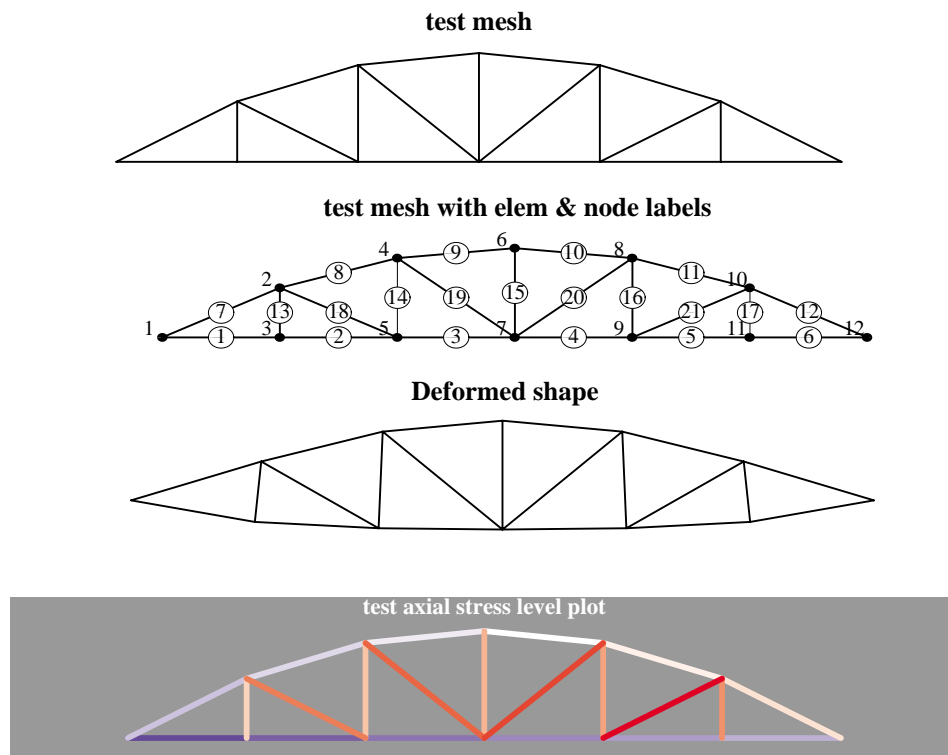 test mesh
test mesh with elem & node labels
6
4 9 10 8
2 8 11 10
7 13 18 14 19 15 20 16 21 17 12
1 1 3 2 5 3 7 4 9 5 11 6 12
Deformed shape
test axial stress level plot